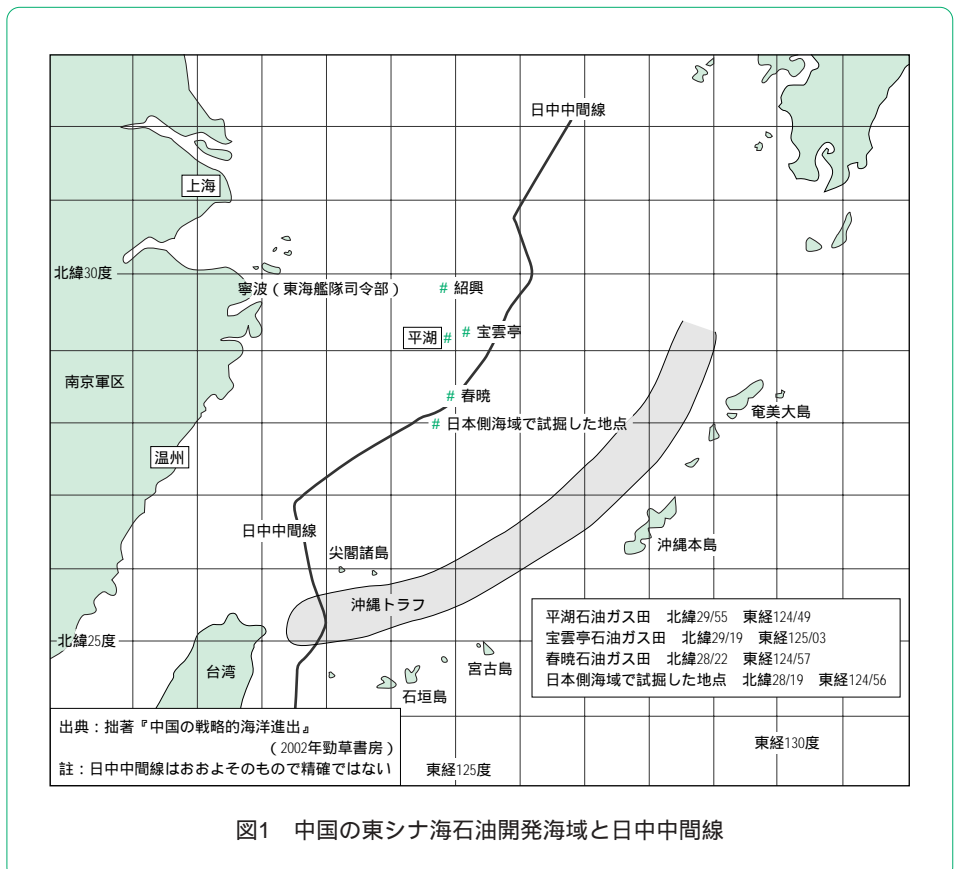 日中中間線
上海
北緯30度
寧波（東海艦隊司令部）
# 紹興
平湖 # # 宝雲亭
南京軍区
# 春暁
奄美大島
# 日本側海域で試掘した地点
温州
日中中間線
尖閣諸島
沖縄本島
沖縄トラフ
平湖石油ガス田　北緯29/55　東経124/49
宝雲亭石油ガス田　北緯29/19　東経125/03
春暁石油ガス田　北緯28/22　東経124/57
日本側海域で試掘した地点　北緯28/19　東経124/56
北緯25度
台湾
宮古島
石垣島
出典：拙著『中国の戦略的海洋進出』
（2002年勁草書房）
註：日中中間線はおおよそのもので精確ではない
東経125度
東経130度
図1　中国の東シナ海石油開発海域と日中中間線